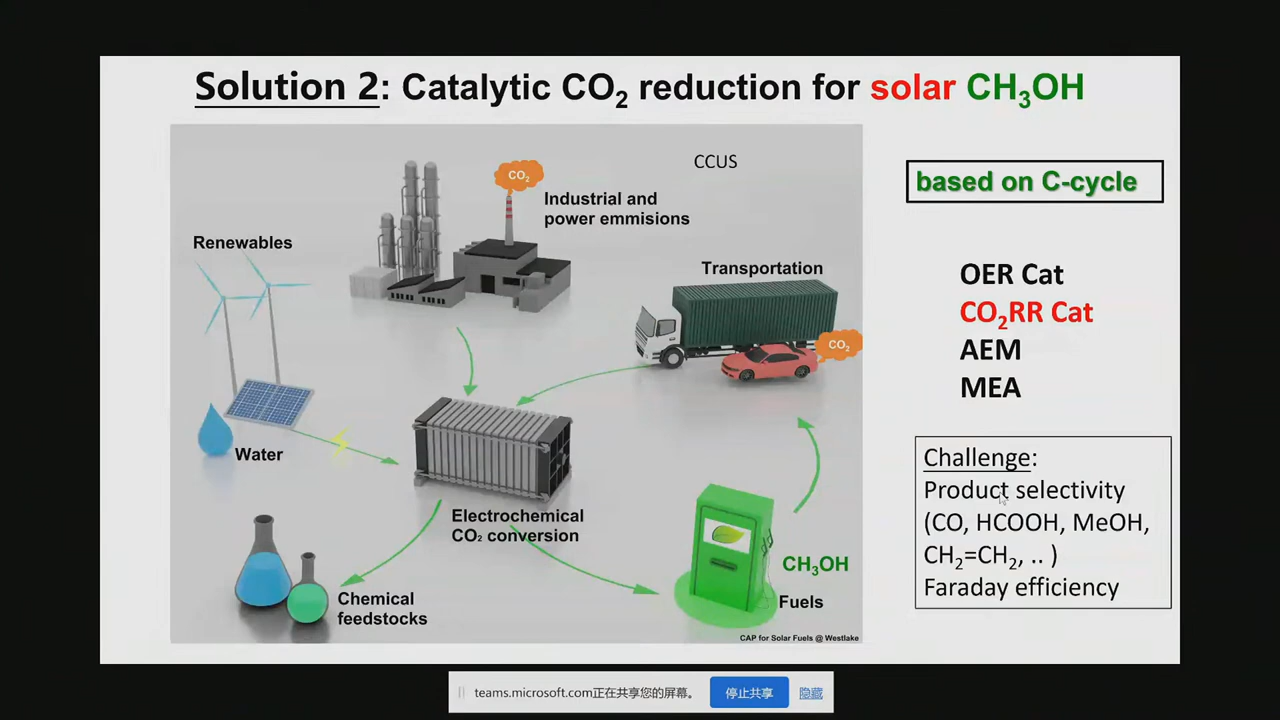 Solution 2: Catalytic CO₂ reduction for solar CH₃OH
CCUS
CO₂
Industrial and
power emmisions
Renewables
Transportation
CO₂
Water
Electrochemical
CO₂ conversion
Chemical
feedstocks
CH₃OH
Fuels
CAP for Solar Fuels @ Westlake
based on C-cycle
OER Cat
CO₂RR Cat
AEM
MEA
Challenge:
Product selectivity
(CO, HCOOH, MeOH,
CH₂=CH₂, .. )
Faraday efficiency
teams.microsoft.com正在共享您的屏幕。
停止共享
隐藏